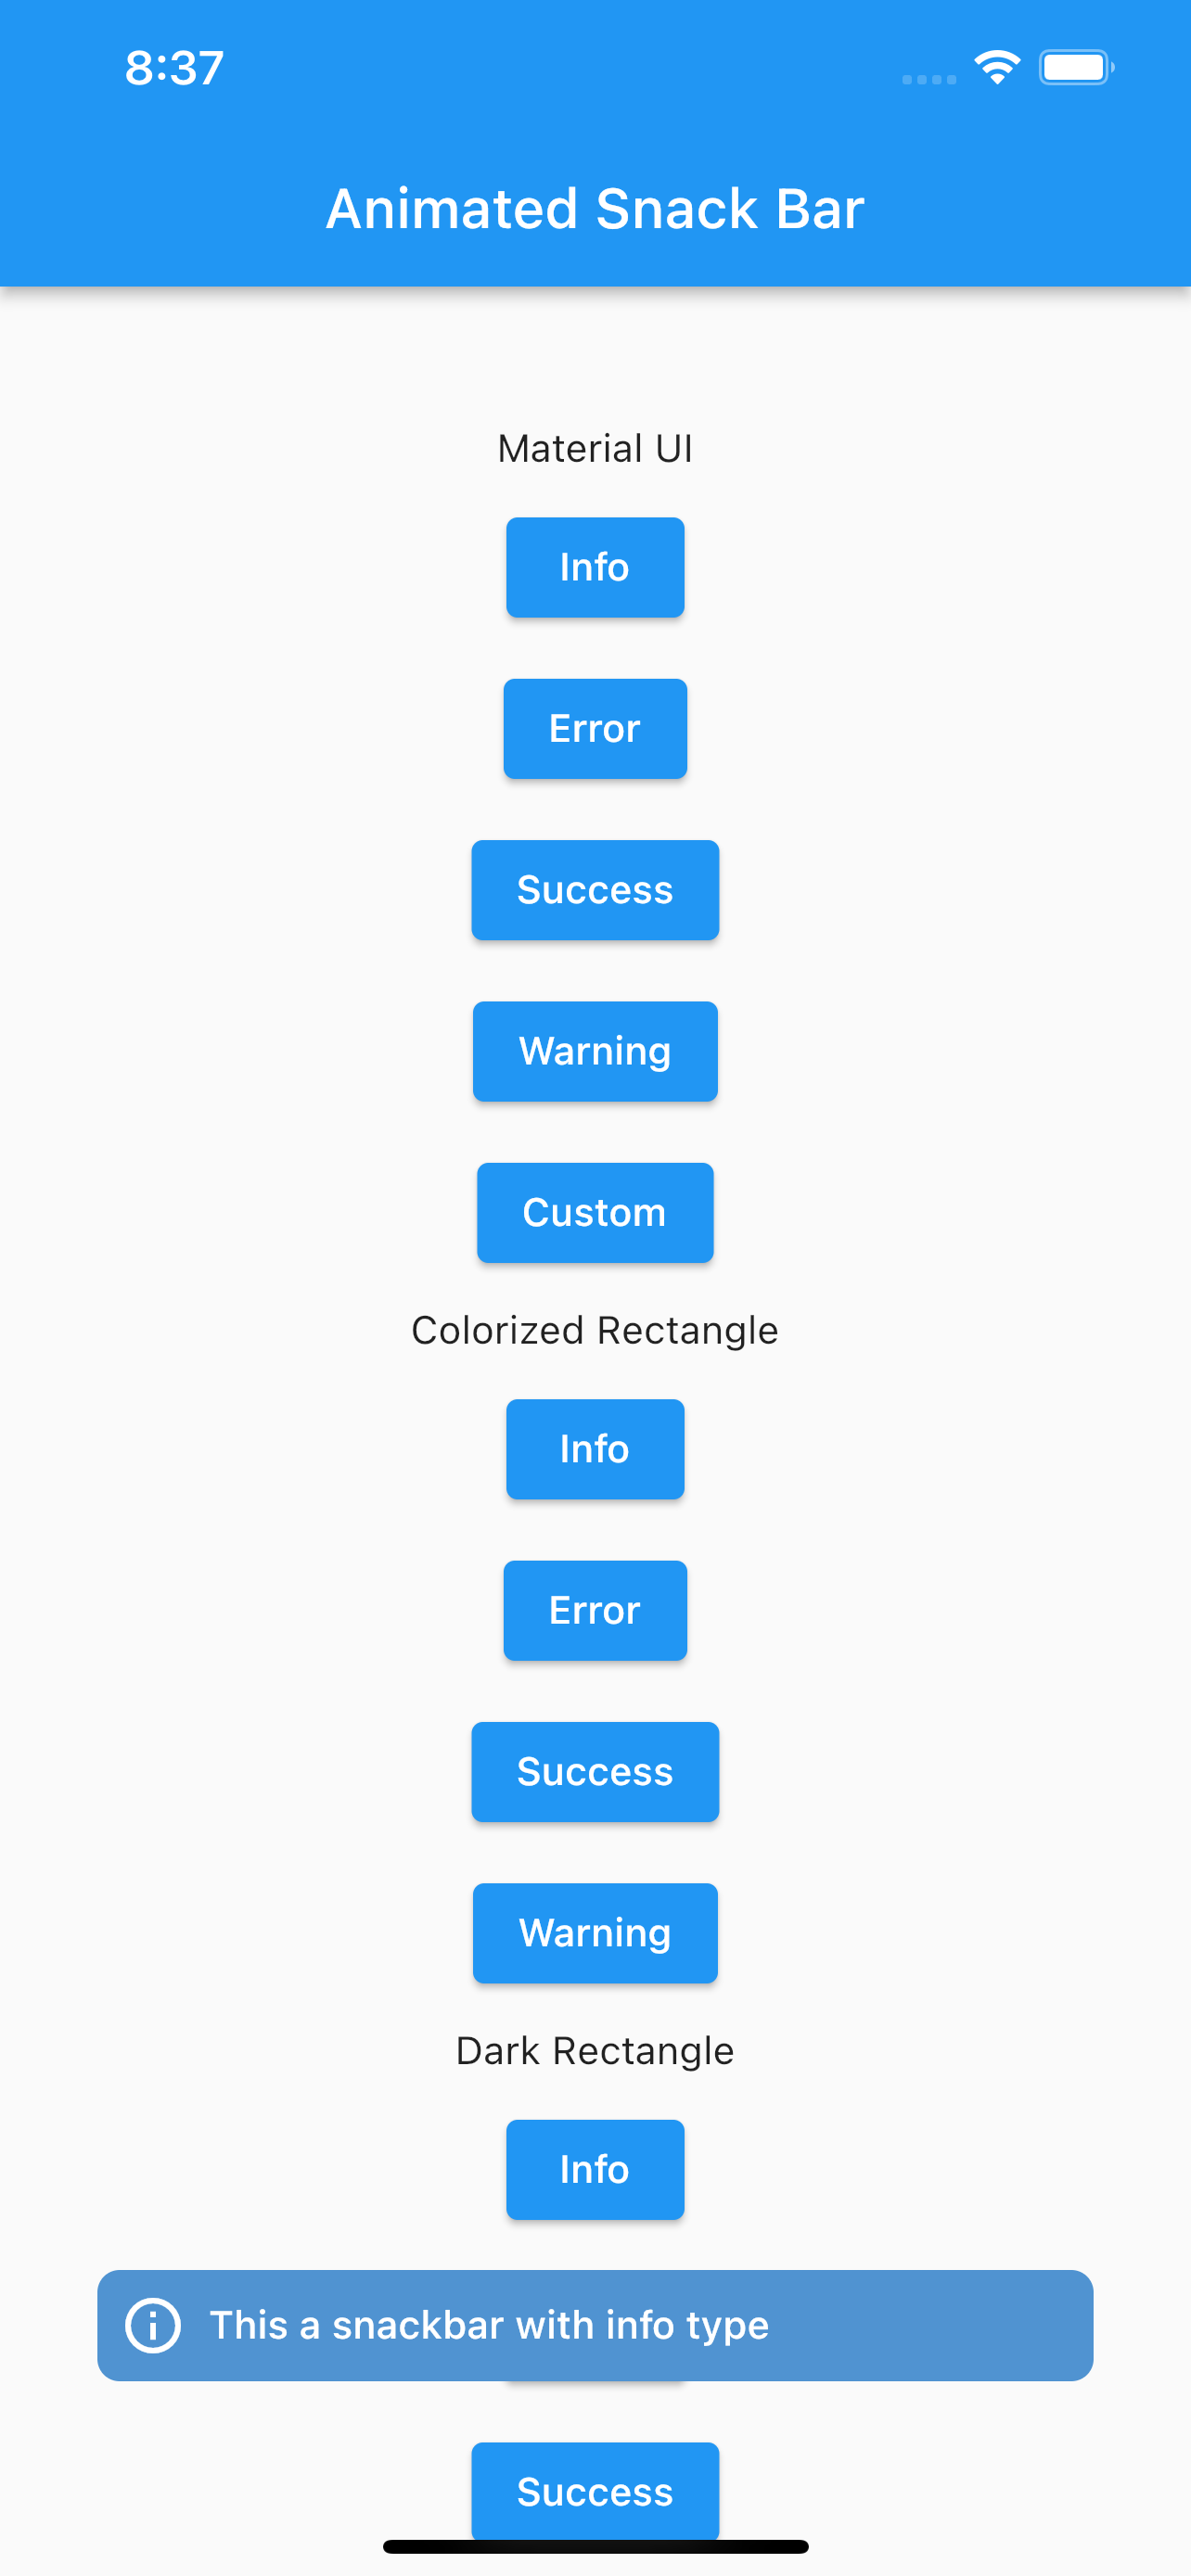 8:37
Animated Snack Bar
Material UI
Info
Error
Success
Warning
Custom
Colorized Rectangle
Info
Error
Success
Warning
Dark Rectangle
Info
This a snackbar with info type
Success